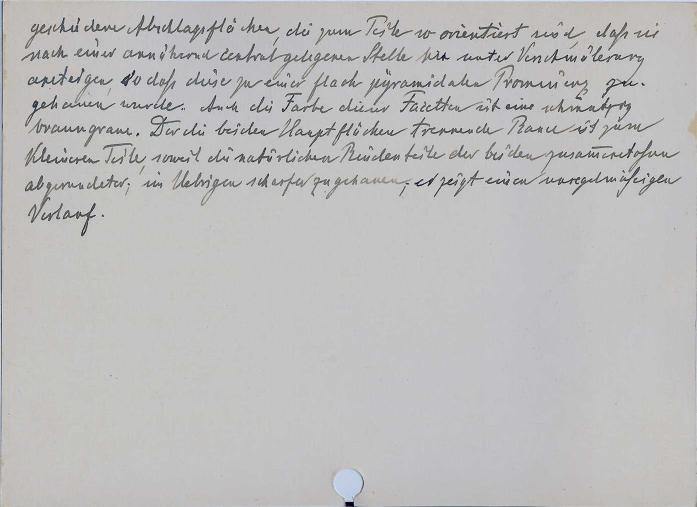 geschiedene Abschlagsflächen, die zum Teile so orientiert sind, daß sie
nach einer annähernd central gelegenen Stelle hin unter Verschmälerung
ansteigen, so daß diese zu einer flach pyramidalen Prominenz zu-
gehauen wurde. Auch die Farbe dieser Facetten ist eine
braungraue. Der die beiden Hauptflächen trennende Rand ist zum
kleineren Teile, soweit die natürlichen Rindenteile der beiden zusammenstoßen
abgerundeter, im Uebrigen scharfer zugehauen; er zeigt einen unregelmäßigen
Verlauf.